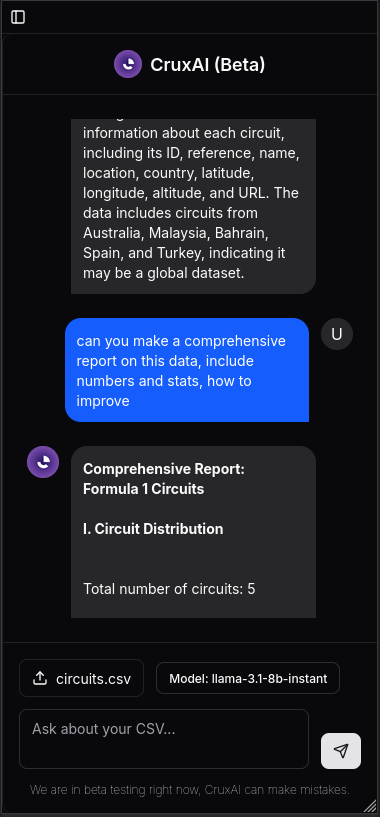 CruxAI (Beta)
information about each circuit,
including its ID, reference, name,
location, country, latitude,
longitude, altitude, and URL. The
data includes circuits from
Australia, Malaysia, Bahrain,
Spain, and Turkey, indicating it
may be a global dataset.
can you make a comprehensive
report on this data, include
numbers and stats, how to
improve
U
Comprehensive Report:
Formula 1 Circuits
I. Circuit Distribution
Total number of circuits: 5
circuits.csv
Model: llama-3.1-8b-instant
Ask about your CSV...
We are in beta testing right now, CruxAI can make mistakes.